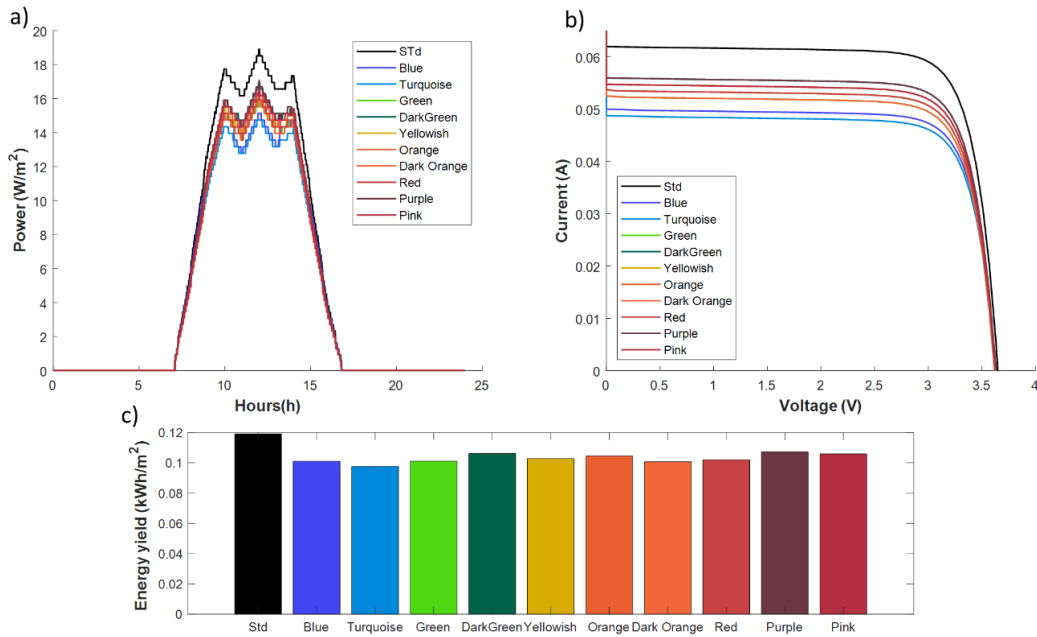 a)
20
18
16
14
12
10
8
6
4
2
0
Power (W/m²)
0 5 10 15 20 25
Hours(h)
STd
Blue
Turquoise
Green
DarkGreen
Yellowish
Orange
Dark Orange
Red
Purple
Pink
b)
0.06
0.05
0.04
0.03
0.02
0.01
0
Current (A)
0 0.5 1 1.5 2 2.5 3 3.5 4
Voltage (V)
Std
Blue
Turquoise
Green
DarkGreen
Yellowish
Orange
Dark Orange
Red
Purple
Pink
c)
0.12
0.1
0.08
0.06
0.04
0.02
0
Energy yield (kWh/m²)
Std Blue Turquoise Green DarkGreen Yellowish Orange Dark Orange Red Purple Pink